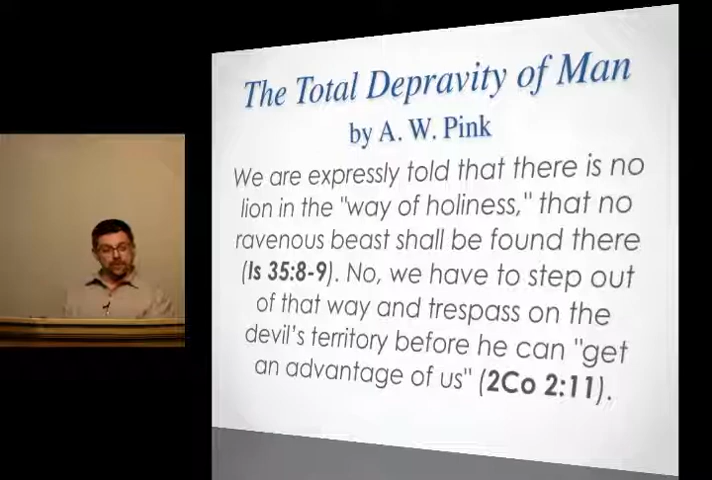 The Total Depravity of Man
by A. W. Pink
We are expressly told that there is no
lion in the "way of holiness," that no
ravenous beast shall be found there
(Is 35:8-9). No, we have to step out
of that way and trespass on the
devil's territory before he can "get
an advantage of us" (2Co 2:11).